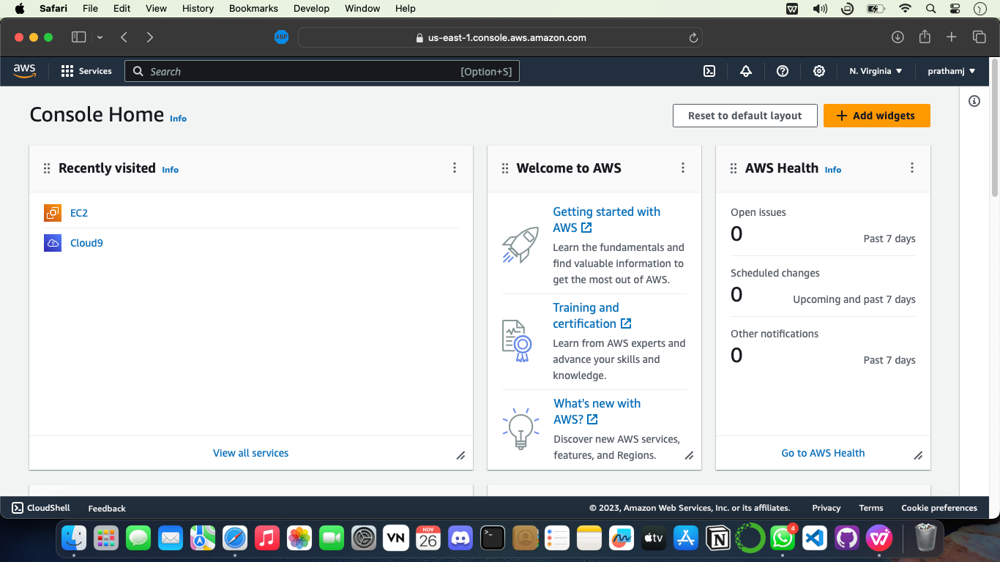 Safari File Edit View History Bookmarks Develop Window Help
ABP us-east-1.console.aws.amazon.com
aws Services Search [Option+S] N. Virginia prathamj
Console Home Info Reset to default layout Add widgets
Recently visited Info
EC2
Cloud9
View all services
Welcome to AWS
Getting started with
AWS
Learn the fundamentals and
find valuable information to
get the most out of AWS.
Training and
certification
Learn from AWS experts and
advance your skills and
knowledge.
What's new with
AWS?
Discover new AWS services,
features, and Regions.
AWS Health Info
Open issues
0 Past 7 days
Scheduled changes
0 Upcoming and past 7 days
Other notifications
0 Past 7 days
Go to AWS Health
CloudShell Feedback © 2023, Amazon Web Services, Inc. or its affiliates. Privacy Terms Cookie preferences
VN NOV 26 tv 4